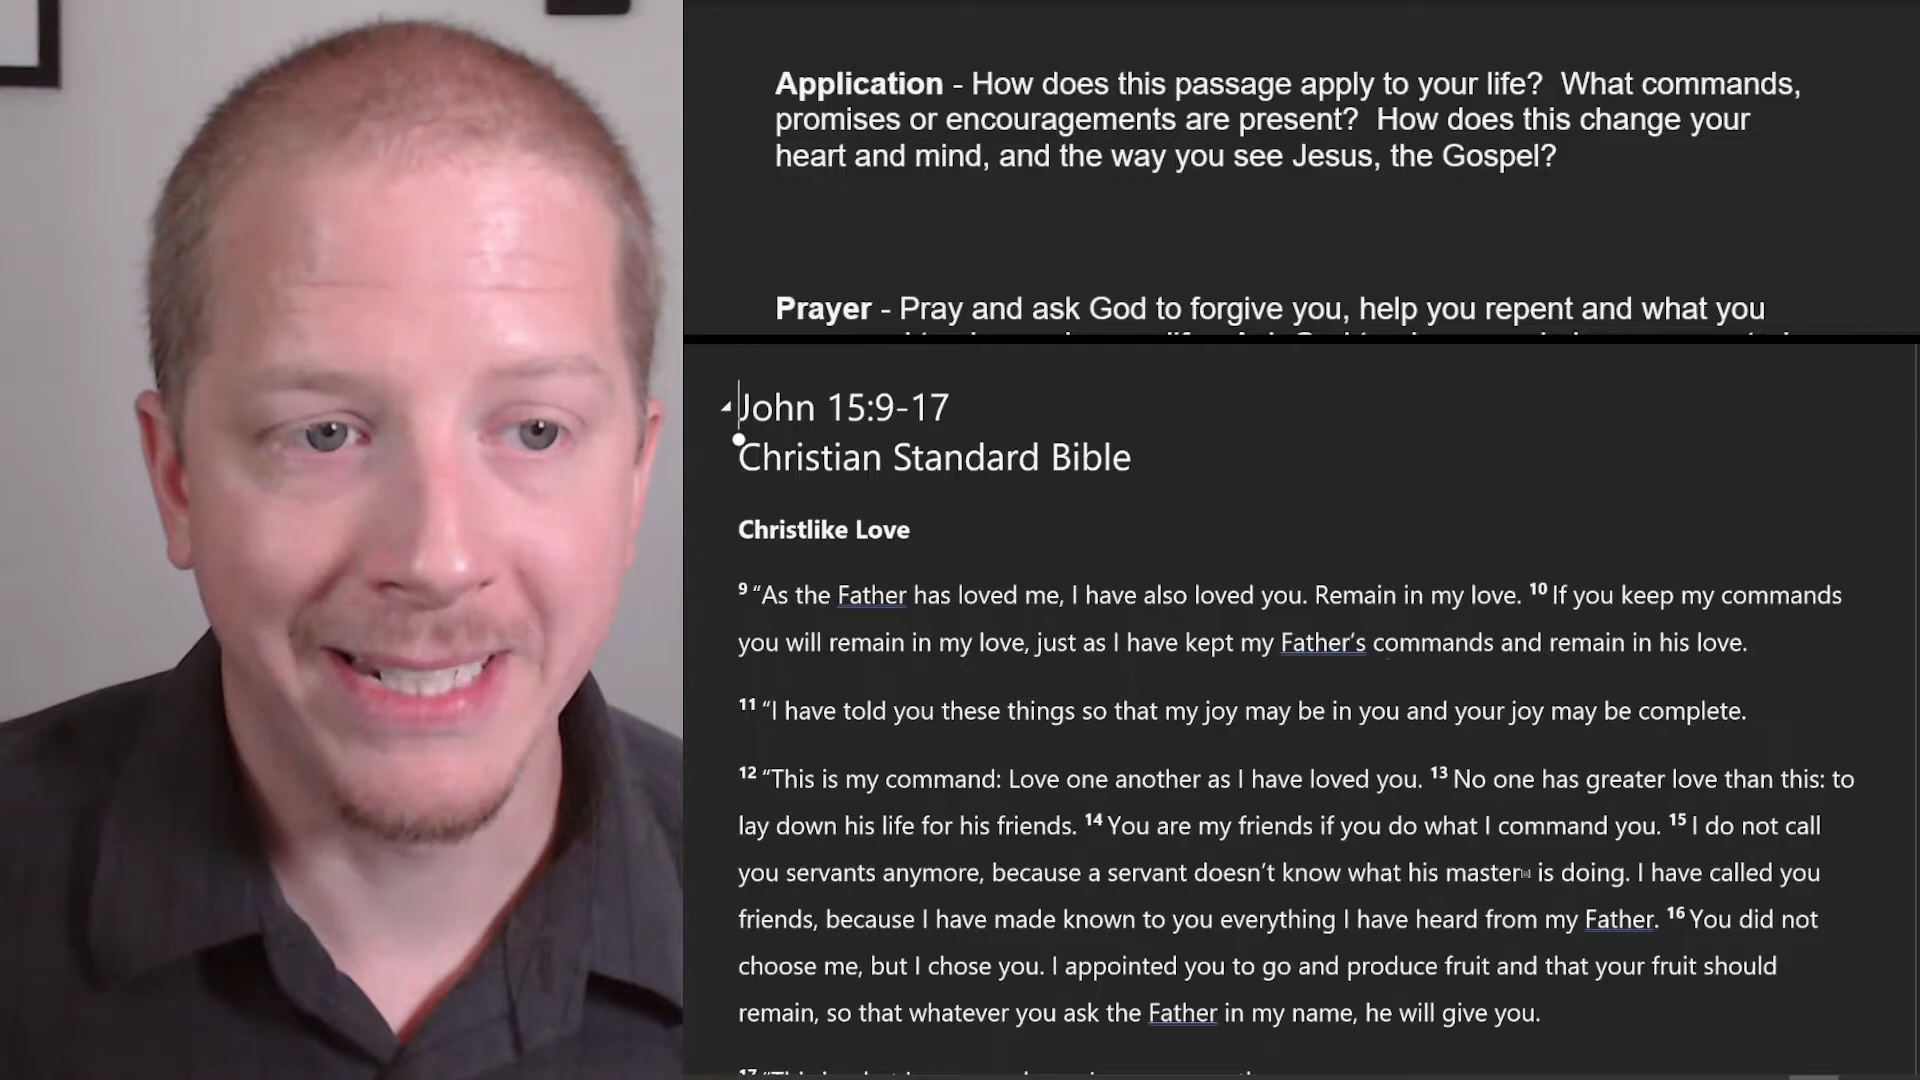 Application - How does this passage apply to your life? What commands,
promises or encouragements are present? How does this change your
heart and mind, and the way you see Jesus, the Gospel?
Prayer - Pray and ask God to forgive you, help you repent and what you
John 15:9-17
Christian Standard Bible
Christlike Love
9 “As the Father has loved me, I have also loved you. Remain in my love. 10 If you keep my commands
you will remain in my love, just as I have kept my Father’s commands and remain in his love.
11 “I have told you these things so that my joy may be in you and your joy may be complete.
12 “This is my command: Love one another as I have loved you. 13 No one has greater love than this: to
lay down his life for his friends. 14 You are my friends if you do what I command you. 15 I do not call
you servants anymore, because a servant doesn’t know what his master is doing. I have called you
friends, because I have made known to you everything I have heard from my Father. 16 You did not
choose me, but I chose you. I appointed you to go and produce fruit and that your fruit should
remain, so that whatever you ask the Father in my name, he will give you.